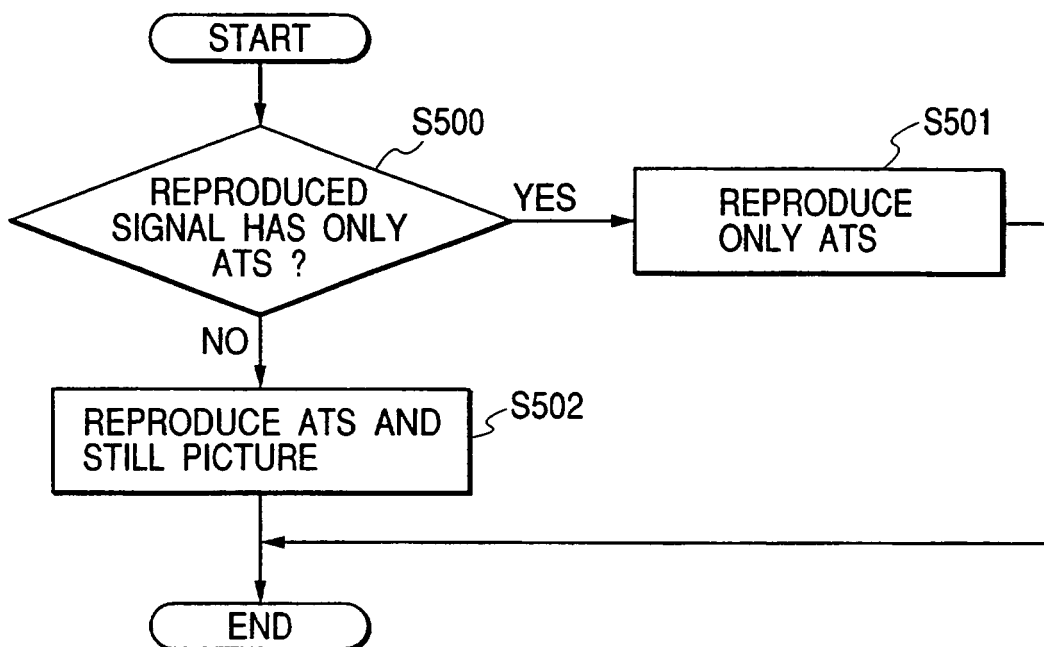 START
S500
REPRODUCED
SIGNAL HAS ONLY
ATS ?
YES
S501
REPRODUCE
ONLY ATS
NO
S502
REPRODUCE ATS AND
STILL PICTURE
END